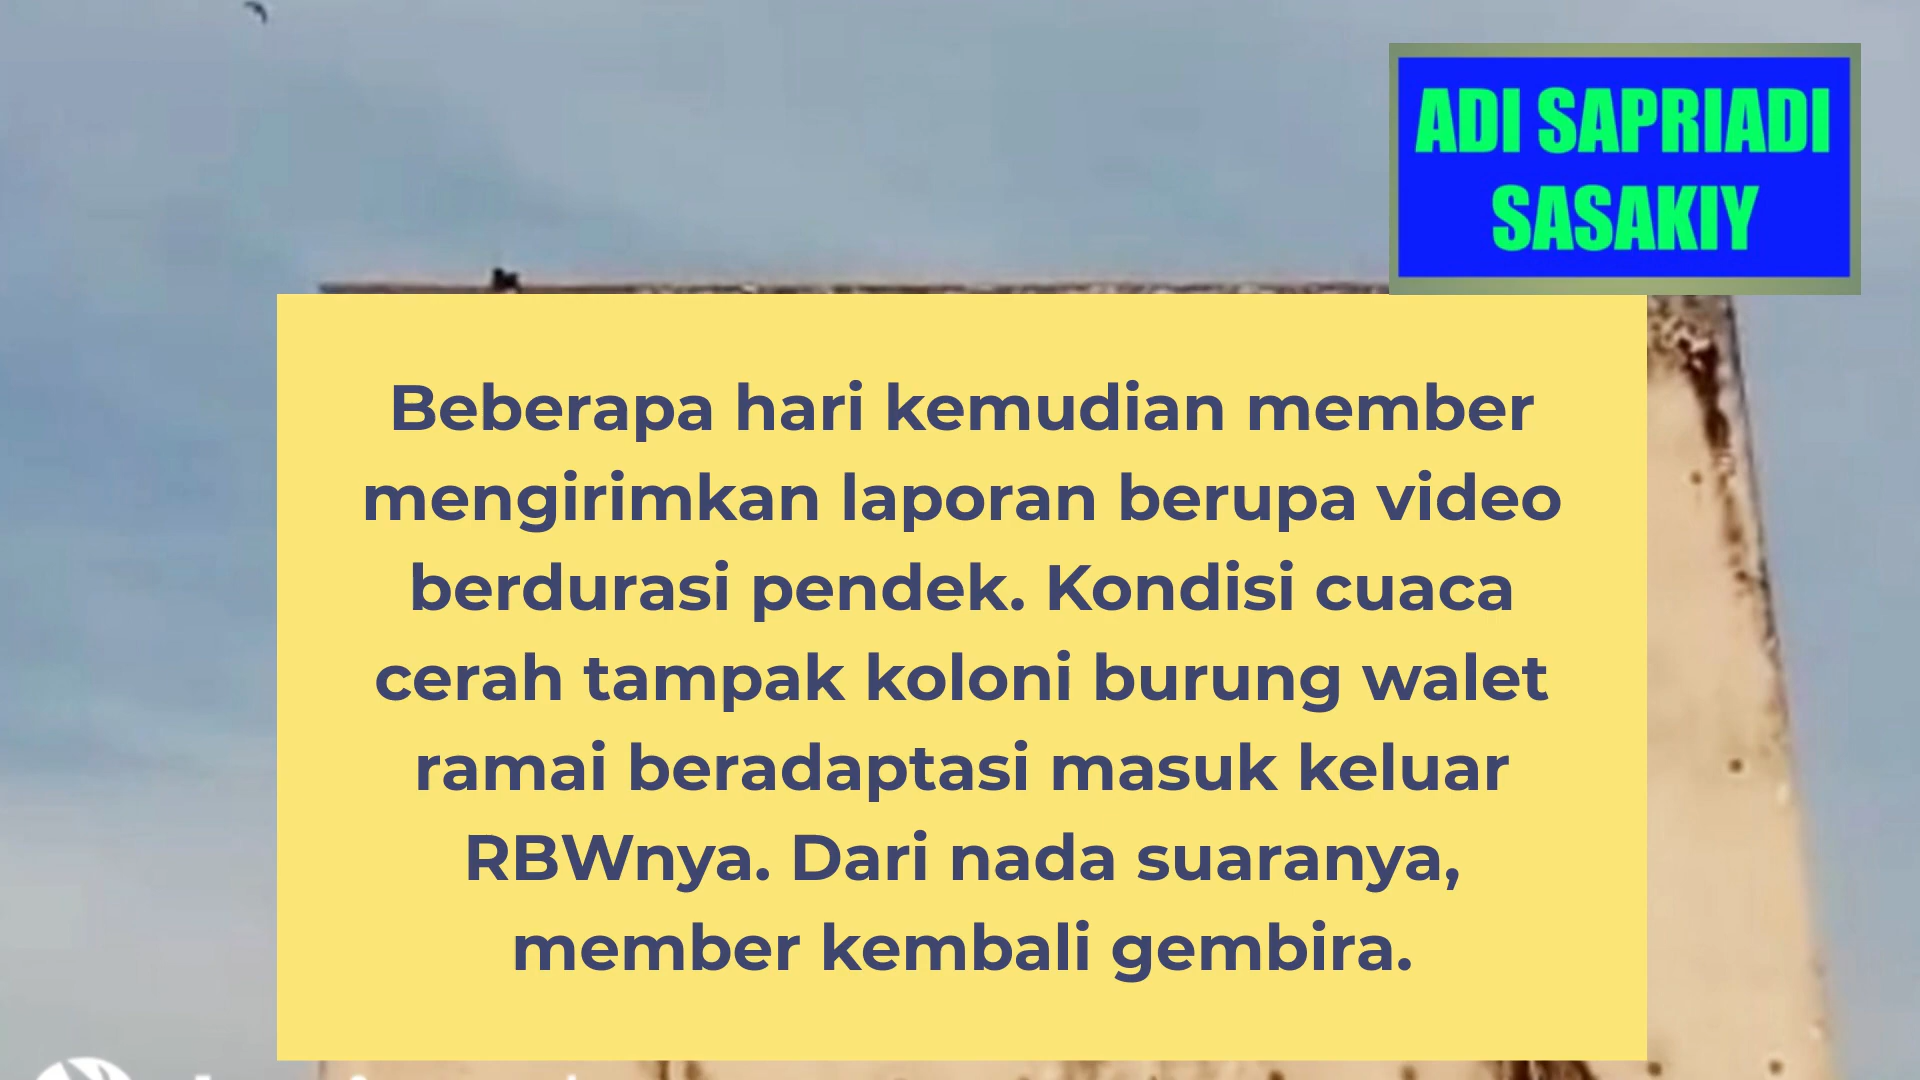 ADI SAPRIADI
SASAKIY
Beberapa hari kemudian member
mengirimkan laporan berupa video
berdurasi pendek. Kondisi cuaca
cerah tampak koloni burung walet
ramai beradaptasi masuk keluar
RBWnya. Dari nada suaranya,
member kembali gembira.